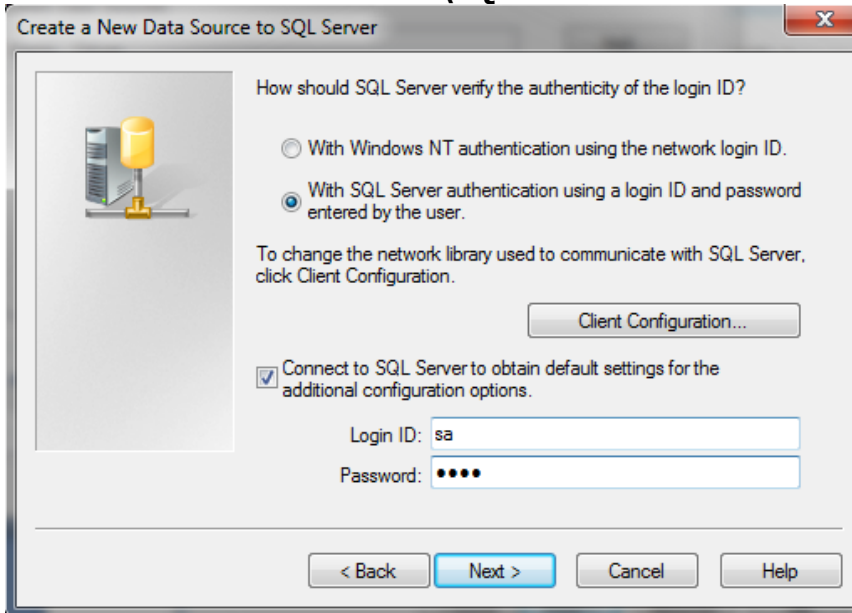 Create a New Data Source to SQL Server
How should SQL Server verify the authenticity of the login ID?
With Windows NT authentication using the network login ID.
With SQL Server authentication using a login ID and password
entered by the user.
To change the network library used to communicate with SQL Server,
click Client Configuration.
Client Configuration...
Connect to SQL Server to obtain default settings for the
additional configuration options.
Login ID: sa
Password: ••••
< Back Next > Cancel Help